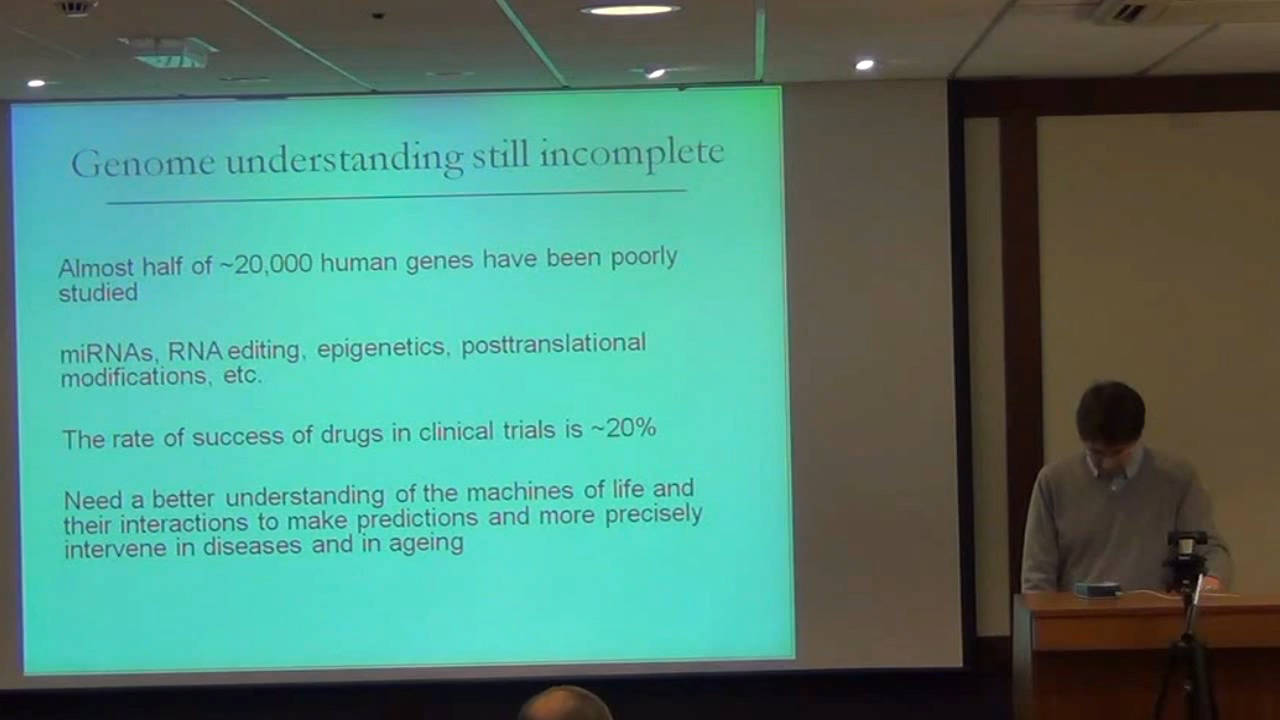 Genome understanding still incomplete
Almost half of ~20,000 human genes have been poorly
studied
miRNAs, RNA editing, epigenetics, posttranslational
modifications, etc.
The rate of success of drugs in clinical trials is ~20%
Need a better understanding of the machines of life and
their interactions to make predictions and more precisely
intervene in diseases and in ageing